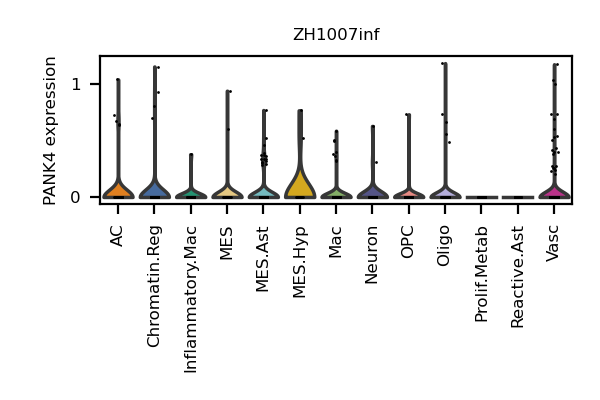 ZH1007inf
PANK4 expression
1
0
AC
Chromatin.Reg
Inflammatory.Mac
MES
MES.Ast
MES.Hyp
Mac
Neuron
OPC
Oligo
Prolif.Metab
Reactive.Ast
Vasc